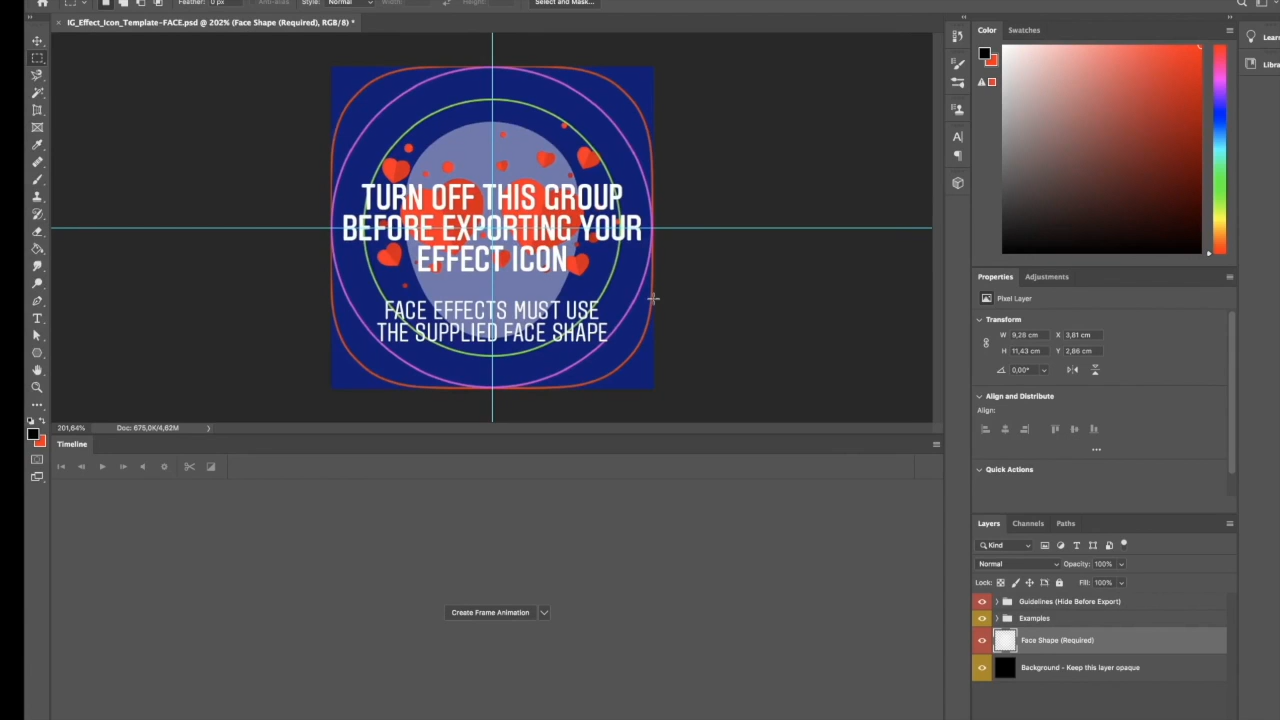 Feather: 0 px
Anti-alias
Style: Normal
Width:
Height:
Select and Mask...
× IG_Effect_Icon_Template-FACE.psd @ 202% (Face Shape (Required), RGB/8) *
TURN OFF THIS GROUP
BEFORE EXPORTING YOUR
EFFECT ICON
FACE EFFECTS MUST USE
THE SUPPLIED FACE SHAPE
201,64%
Doc: 675,0K/4,62M
Timeline
Create Frame Animation
Color
Swatches
Lear
Libra
Properties
Adjustments
Pixel Layer
Transform
W 9,28 cm
X 3,81 cm
H 11,43 cm
Y 2,86 cm
0,00°
Align and Distribute
Align:
Quick Actions
Layers
Channels
Paths
Kind
Normal
Opacity: 100%
Lock:
Fill: 100%
Guidelines (Hide Before Export)
Examples
Face Shape (Required)
Background - Keep this layer opaque